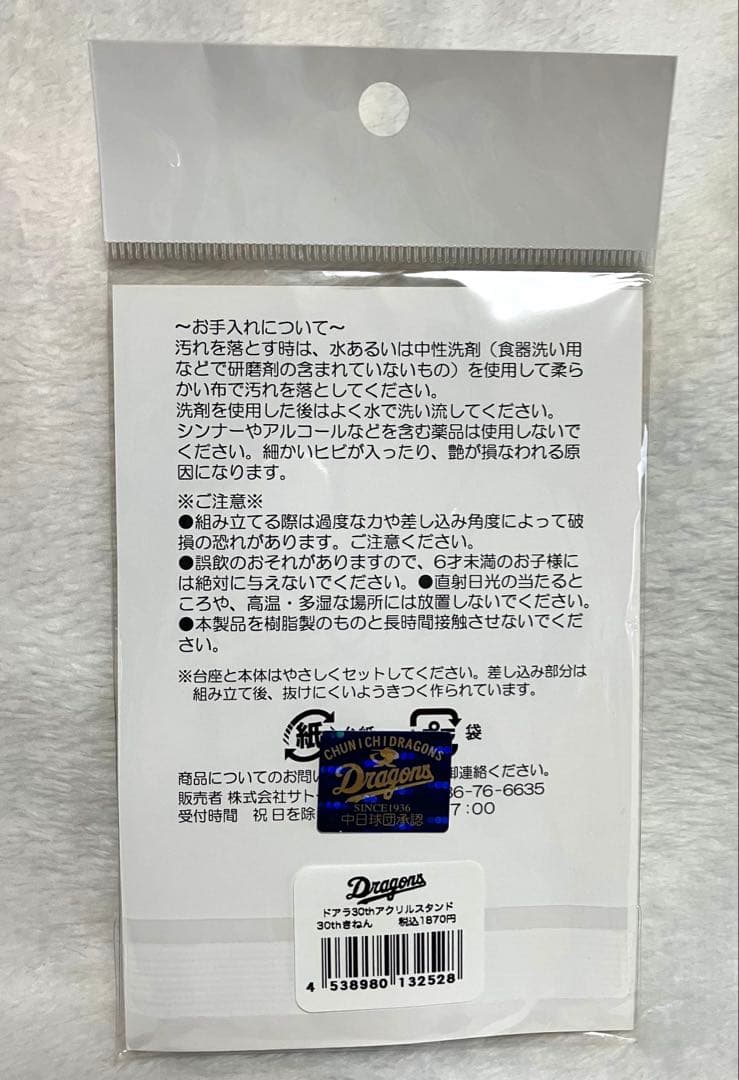 ～お手入れについて～
汚れを落とす時は、水あるいは中性洗剤（食器洗い用
などで研磨剤の含まれていないもの）を使用して柔ら
かい布で汚れを落としてください。
洗剤を使用した後はよく水で洗い流してください。
シンナーやアルコールなどを含む薬品は使用しないで
ください。細かいヒビが入ったり、艶が損なわれる原
因になります。
※ご注意※
●組み立てる際は過度な力や差し込み角度によって破
損の恐れがあります。ご注意ください。
●誤飲のおそれがありますので、6才未満のお子様に
は絶対に与えないでください。●直射日光の当たると
ころや、高温・多湿な場所には放置しないでください。
●本製品を樹脂製のものと長時間接触させないでくだ
さい。
※台座と本体はやさしくセットしてください。差し込み部分は
組み立て後、抜けにくいようきつく作られています。
紙 袋
商品についてのお問い 御連絡ください。
販売者 株式会社サト 36-76-6635
受付時間 祝日を除 7:00
CHUNICHI DRAGONS
Dragons
SINCE1936
中日球団承認
Dragons
ドアラ30thアクリルスタンド
30thきねん 税込1870円
4 538980 132528